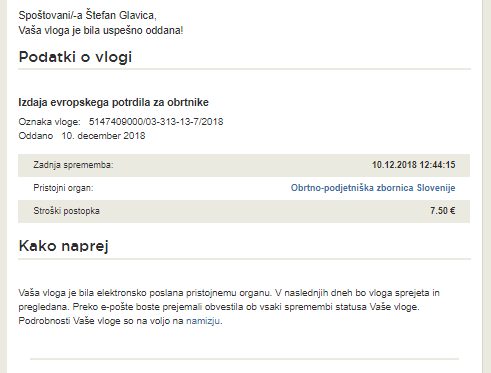 Spoštovani/-a Štefan Glavica,
Vaša vloga je bila uspešno oddana!
Podatki o vlogi
Izdaja evropskega potrdila za obrtnike
Oznaka vloge: 5147409000/03-313-13-7/2018
Oddano 10. december 2018
Zadnja sprememba: 10.12.2018 12:44:15
Pristojni organ: Obrtno-podjetniška zbornica Slovenije
Stroški postopka 7.50 €
Kako naprej
Vaša vloga je bila elektronsko poslana pristojnemu organu. V naslednjih dneh bo vloga sprejeta in
pregledana. Preko e-pošte boste prejemali obvestila ob vsaki spremembi statusa Vaše vloge.
Podrobnosti Vaše vloge so na voljo na namizju.